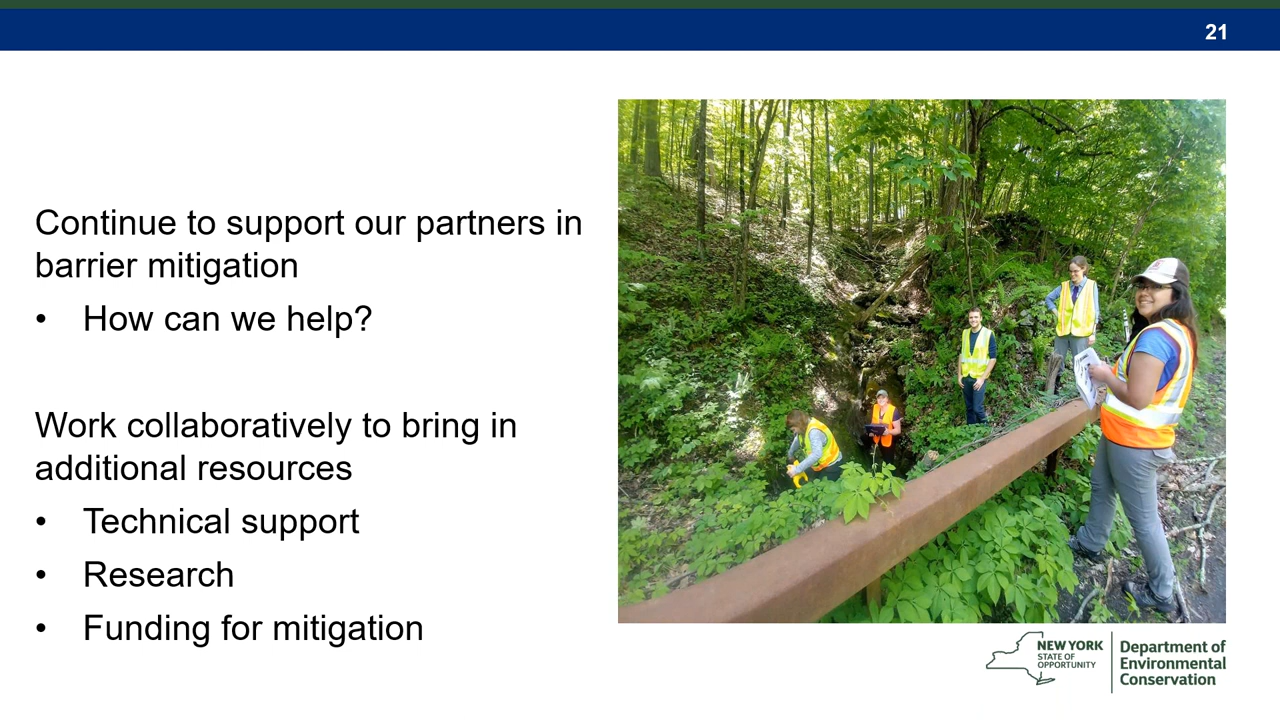 21
Continue to support our partners in
barrier mitigation
• How can we help?
Work collaboratively to bring in
additional resources
• Technical support
• Research
• Funding for mitigation
NEW YORK
STATE OF
OPPORTUNITY
Department of
Environmental
Conservation